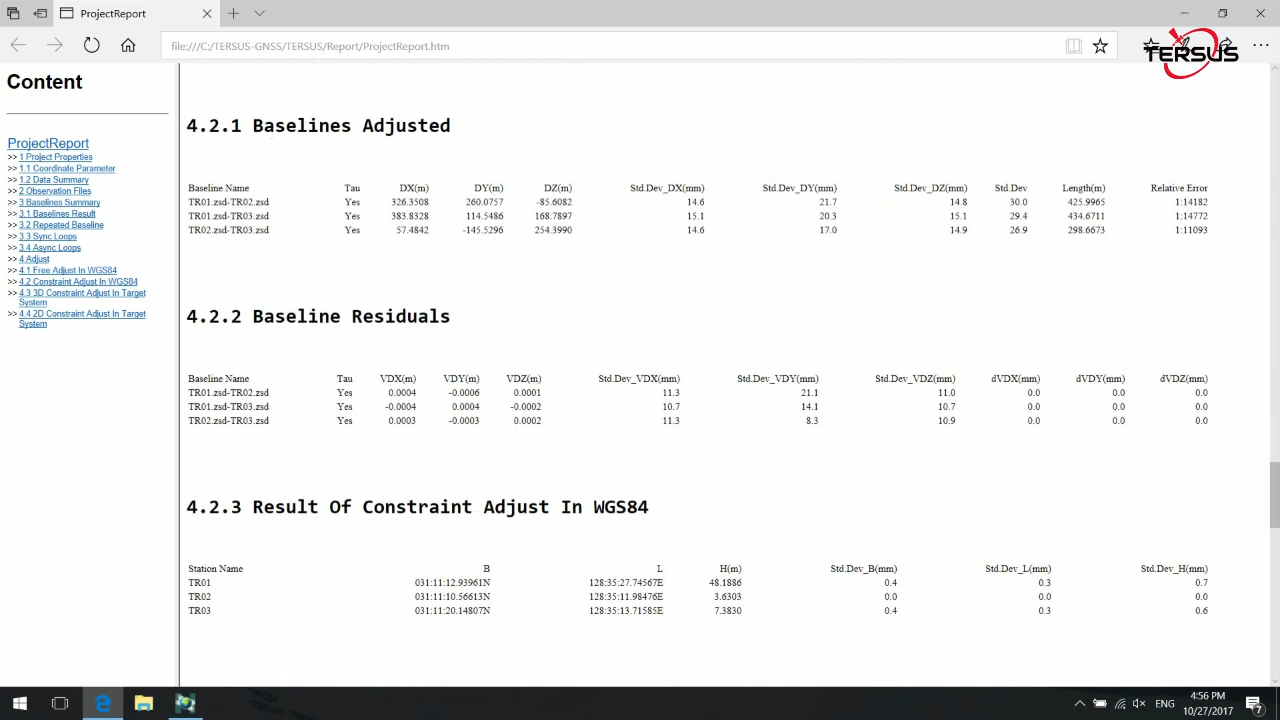 ProjectReport
file:///C:/TERSUS-GNSS/TERSUS/Report/ProjectReport.htm
TERSUS
Content
ProjectReport
>> 1 Project Properties
>> 1.1 Coordinate Parameter
>> 1.2 Data Summary
>> 2 Observation Files
>> 3 Baselines Summary
>> 3.1 Baselines Result
>> 3.2 Repeated Baseline
>> 3.3 Sync Loops
>> 3.4 Async Loops
>> 4 Adjust
>> 4.1 Free Adjust In WGS84
>> 4.2 Constraint Adjust In WGS84
>> 4.3 3D Constraint Adjust In Target
System
>> 4.4 2D Constraint Adjust In Target
System
4.2.1 Baselines Adjusted
Baseline Name Tau DX(m) DY(m) DZ(m) Std.Dev_DX(mm) Std.Dev_DY(mm) Std.Dev_DZ(mm) Std.Dev Length(m) Relative Error
TR01.zsd-TR02.zsd Yes 326.3508 260.0757 -85.6082 14.6 21.7 14.8 30.0 425.9965 1:14182
TR01.zsd-TR03.zsd Yes 383.8328 114.5486 168.7897 15.1 20.3 15.1 29.4 434.6711 1:14772
TR02.zsd-TR03.zsd Yes 57.4842 -145.5296 254.3990 14.6 17.0 14.9 26.9 298.6673 1:11093
4.2.2 Baseline Residuals
Baseline Name Tau VDX(m) VDY(m) VDZ(m) Std.Dev_VDX(mm) Std.Dev_VDY(mm) Std.Dev_VDZ(mm) dVDX(mm) dVDY(mm) dVDZ(mm)
TR01.zsd-TR02.zsd Yes 0.0004 -0.0006 0.0001 11.3 21.1 11.0 0.0 0.0 0.0
TR01.zsd-TR03.zsd Yes -0.0004 0.0004 -0.0002 10.7 14.1 10.7 0.0 0.0 0.0
TR02.zsd-TR03.zsd Yes 0.0003 -0.0003 0.0002 11.3 8.3 10.9 0.0 0.0 0.0
4.2.3 Result Of Constraint Adjust In WGS84
Station Name B L H(m) Std.Dev_B(mm) Std.Dev_L(mm) Std.Dev_H(mm)
TR01 031:11:12.93961N 128:35:27.74567E 48.1886 0.4 0.3 0.7
TR02 031:11:10.56613N 128:35:11.98476E 3.6303 0.0 0.0 0.0
TR03 031:11:20.14807N 128:35:13.71585E 7.3830 0.4 0.3 0.6
ENG
4:56 PM
10/27/2017
7